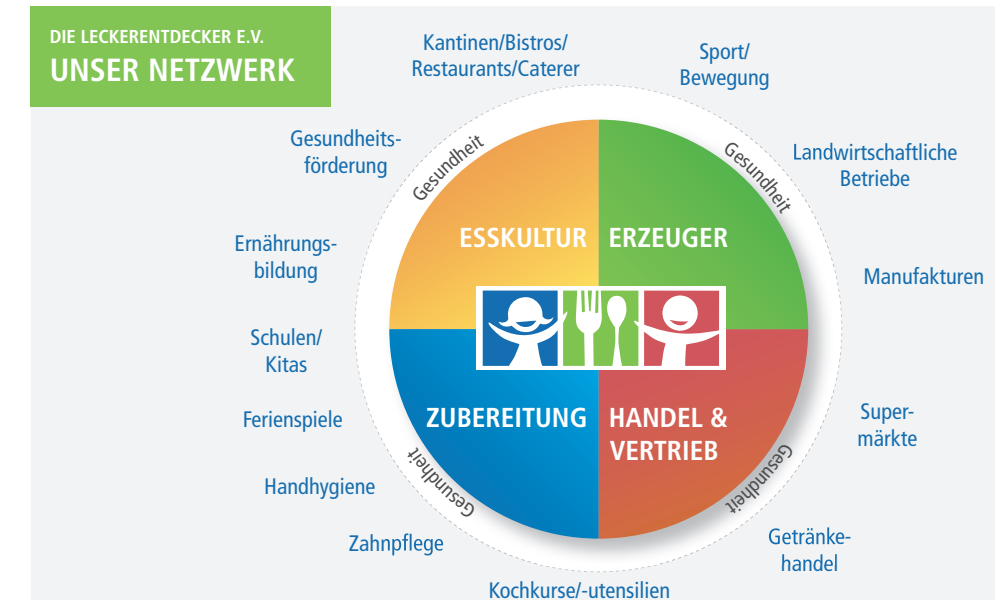 DIE LECKERENTDECKER E.V.
UNSER NETZWERK
Kantinen/Bistros/
Restaurants/Caterer
Sport/
Bewegung
Gesundheits-
förderung
Gesundheit
Gesundheit
Landwirtschaftliche
Betriebe
Ernährungs-
bildung
ESSKULTUR
ERZEUGER
Manufakturen
Schulen/
Kitas
Ferienspiele
ZUBEREITUNG
HANDEL &
VERTRIEB
Super-
märkte
Gesundheit
Gesundheit
Handhygiene
Zahnpflege
Getränke-
handel
Kochkurse/-utensilien